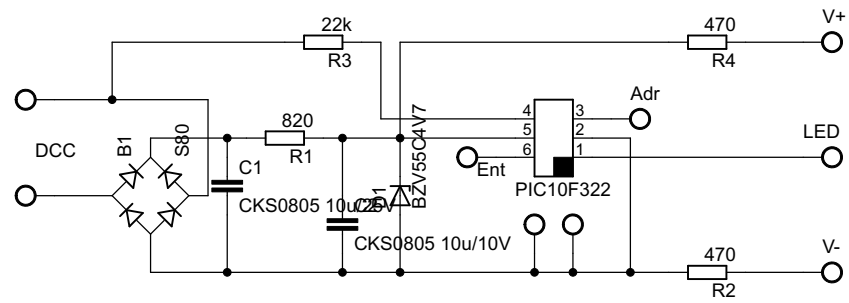 22k
R3
470
R4
V+
DCC
B1
S80
820
R1
C1
CKS0805 10u/25V
CKS0805 10u/10V
D1
BZV55C4V7
4
5
6
3
2
1
Adr
Ent
PIC10F322
LED
470
R2
V-